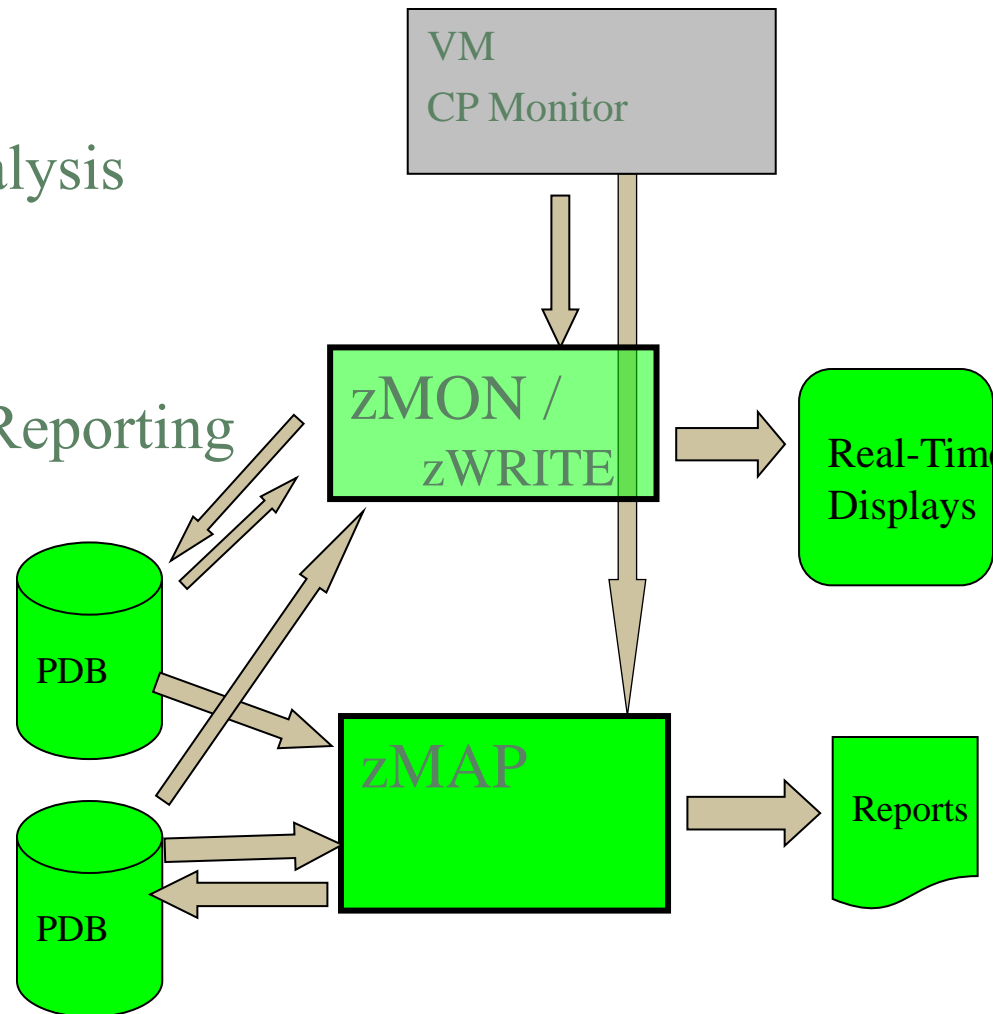 VM
CP Monitor
alysis
zMON /
zWRITE
Reporting
Real-Time
Displays
PDB
zMAP
Reports
PDB